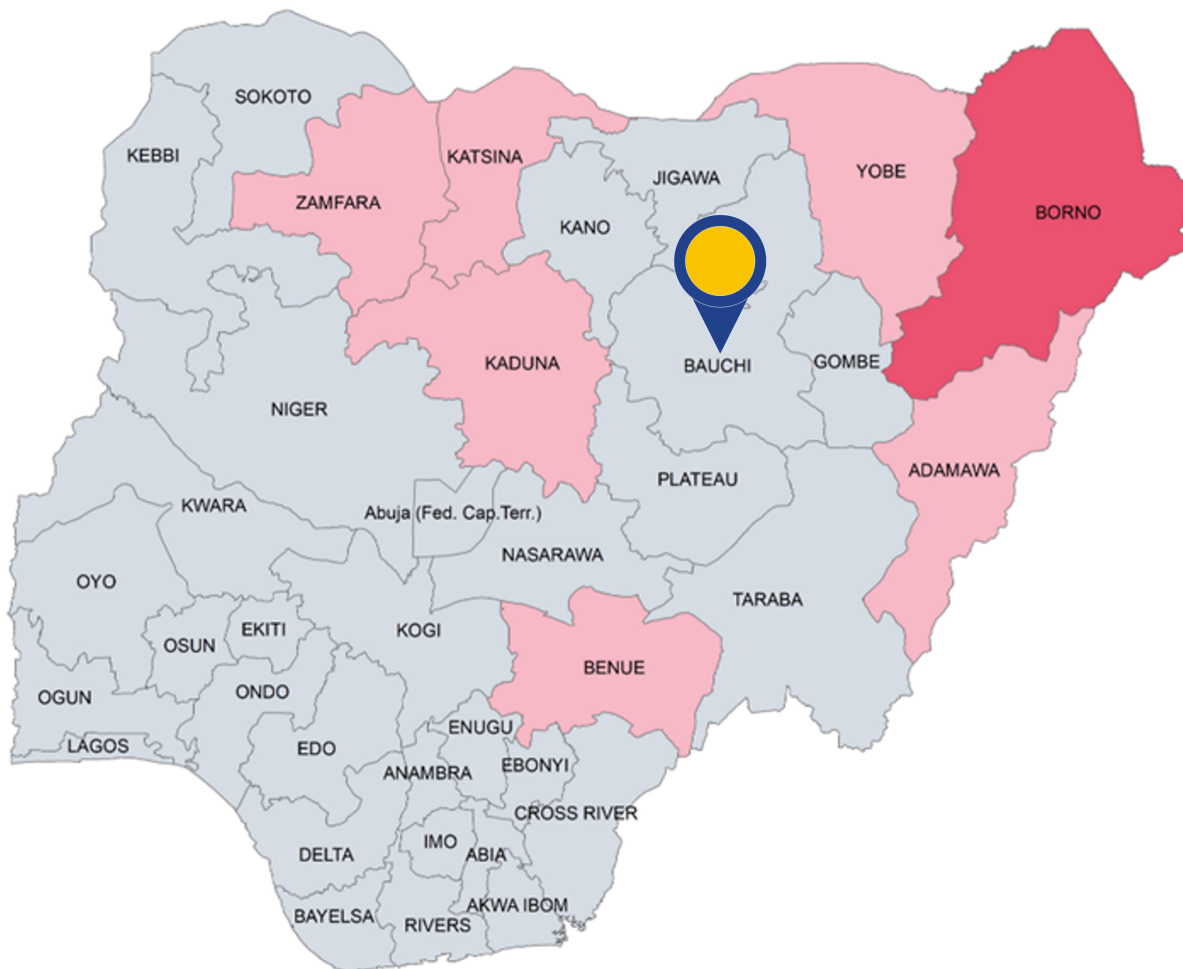 SOKOTO
KEBBI
KATSINA
YOBE
JIGAWA
ZAMFARA
BORNO
KANO
KADUNA
BAUCHI
GOMBE
NIGER
ADAMAWA
PLATEAU
KWARA
Abuja (Fed. Cap.Terr.)
NASARAWA
OYO
TARABA
EKITI
KOGI
OSUN
BENUE
ONDO
OGUN
ENUGU
LAGOS
EDO
EBONYI
ANAMBRA
CROSS RIVER
IMO
DELTA
ABIA
AKWA IBOM
BAYELSA
RIVERS